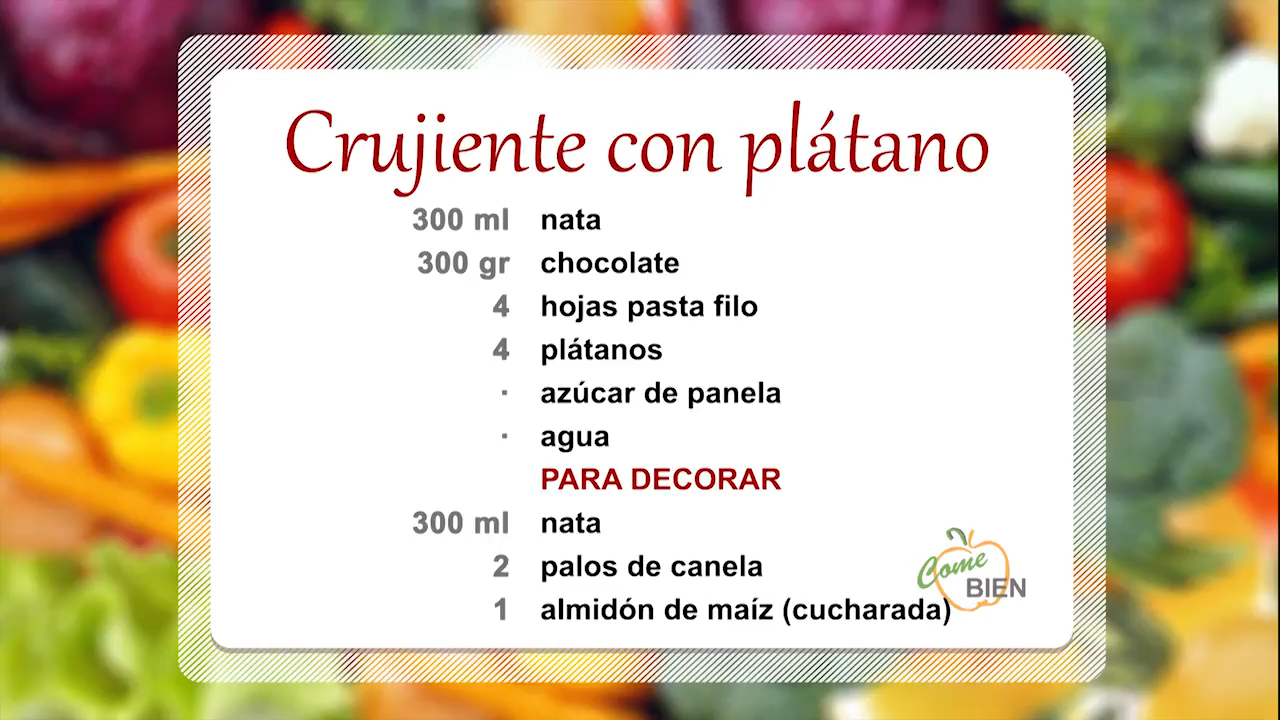 Crujiente con plátano
300 ml nata
300 gr chocolate
4 hojas pasta filo
4 plátanos
· azúcar de panela
· agua
PARA DECORAR
300 ml nata
2 palos de canela
1 almidón de maíz (cucharada)
Come
BIEN